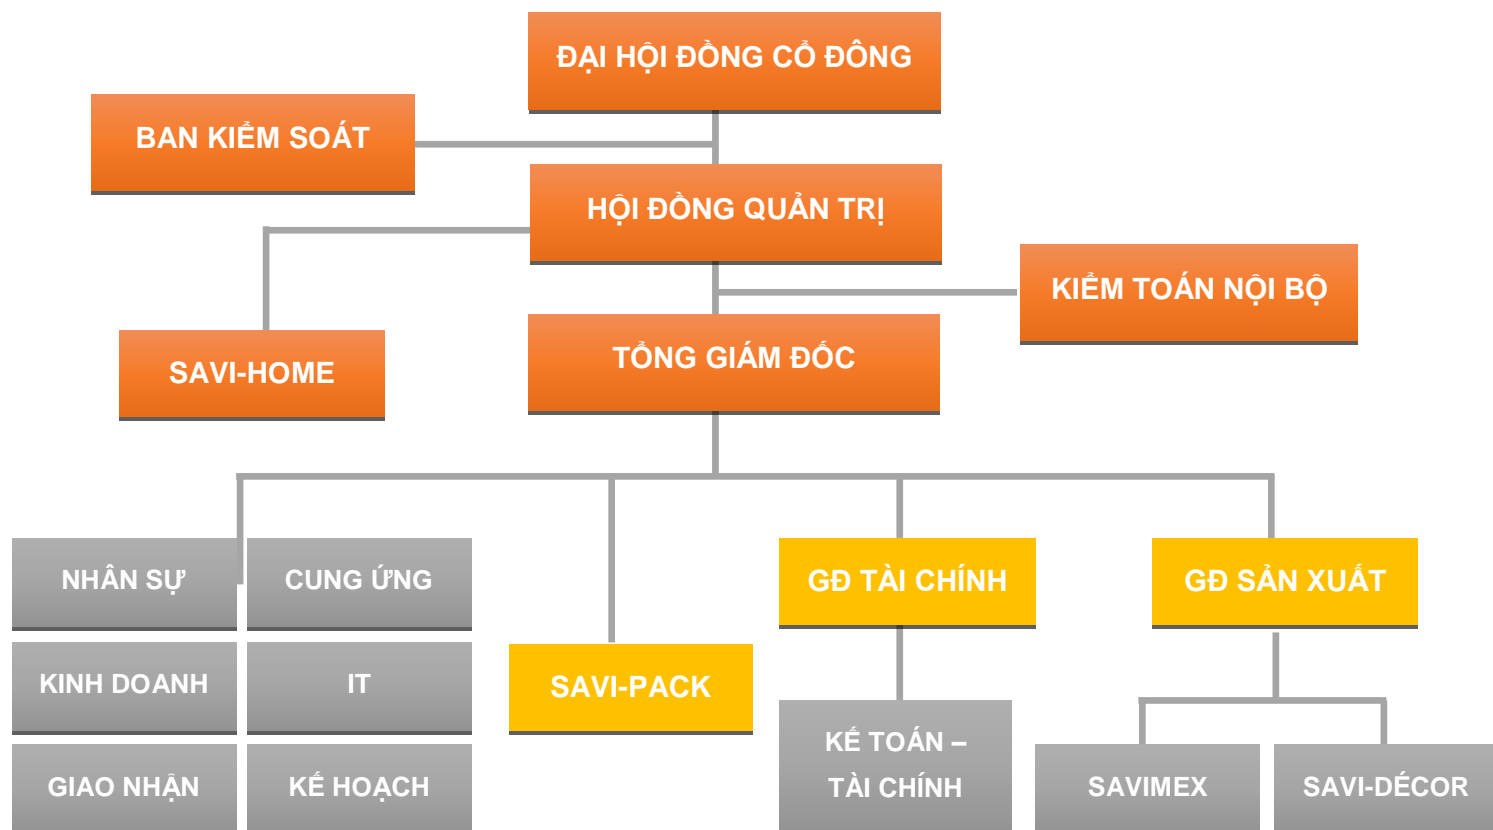 ĐẠI HỘI ĐỒNG CỔ ĐÔNG
BAN KIỂM SOÁT
HỘI ĐỒNG QUẢN TRỊ
KIỂM TOÁN NỘI BỘ
SAVI-HOME
TỔNG GIÁM ĐỐC
NHÂN SỰ
CUNG ỨNG
GĐ TÀI CHÍNH
GĐ SẢN XUẤT
KINH DOANH
IT
SAVI-PACK
KẾ TOÁN –
TÀI CHÍNH
GIAO NHẬN
KẾ HOẠCH
SAVIMEX
SAVI-DÉCOR